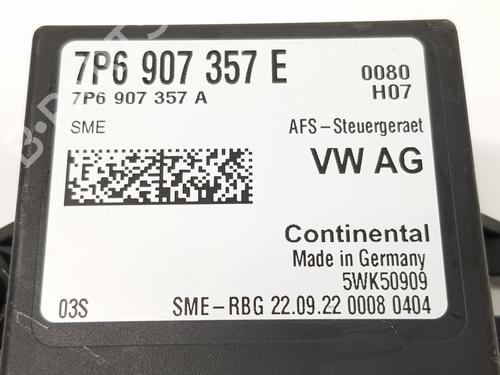 7P6 907 357 E
0080
7P6 907 357 A
H07
SME
AFS-Steuergeraet
VW AG
Continental
Made in Germany
5WK50909
03S
SME-RBG 22.09.22 0008 0404
B-PARTS